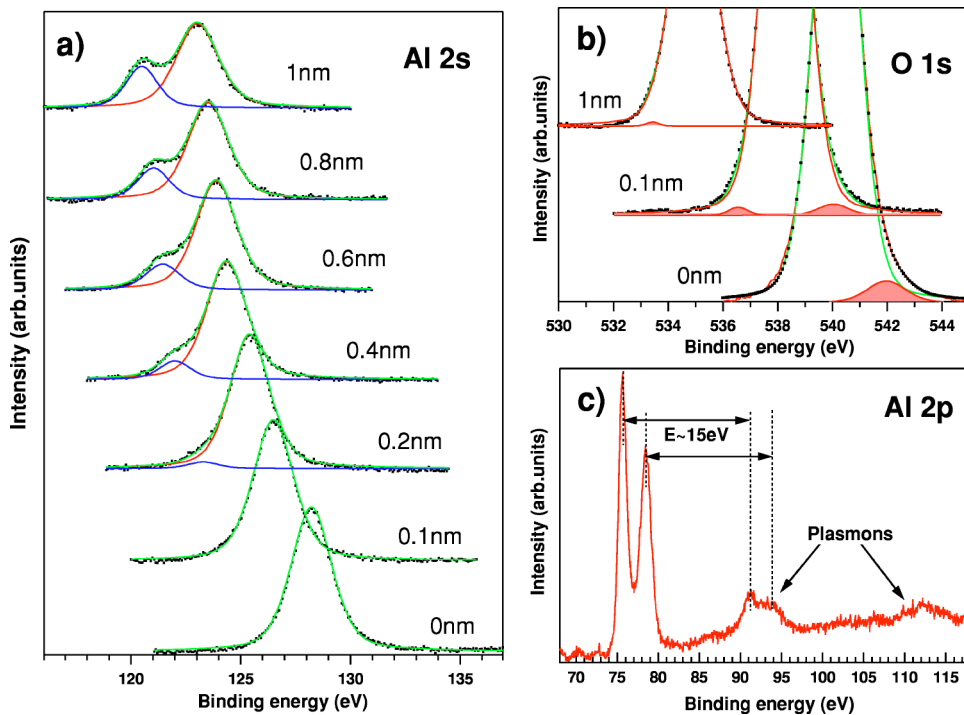 a)
Al 2s
1nm
0.8nm
0.6nm
0.4nm
0.2nm
0.1nm
0nm
Intensity (arb.units)
120 125 130 135
Binding energy (eV)
b)
O 1s
1nm
0.1nm
0nm
Intensity (arb.units)
530 532 534 536 538 540 542 544
Binding energy (eV)
c)
Al 2p
E~15eV
Plasmons
Intensity (arb.units)
70 75 80 85 90 95 100 105 110 115
Binding energy (eV)